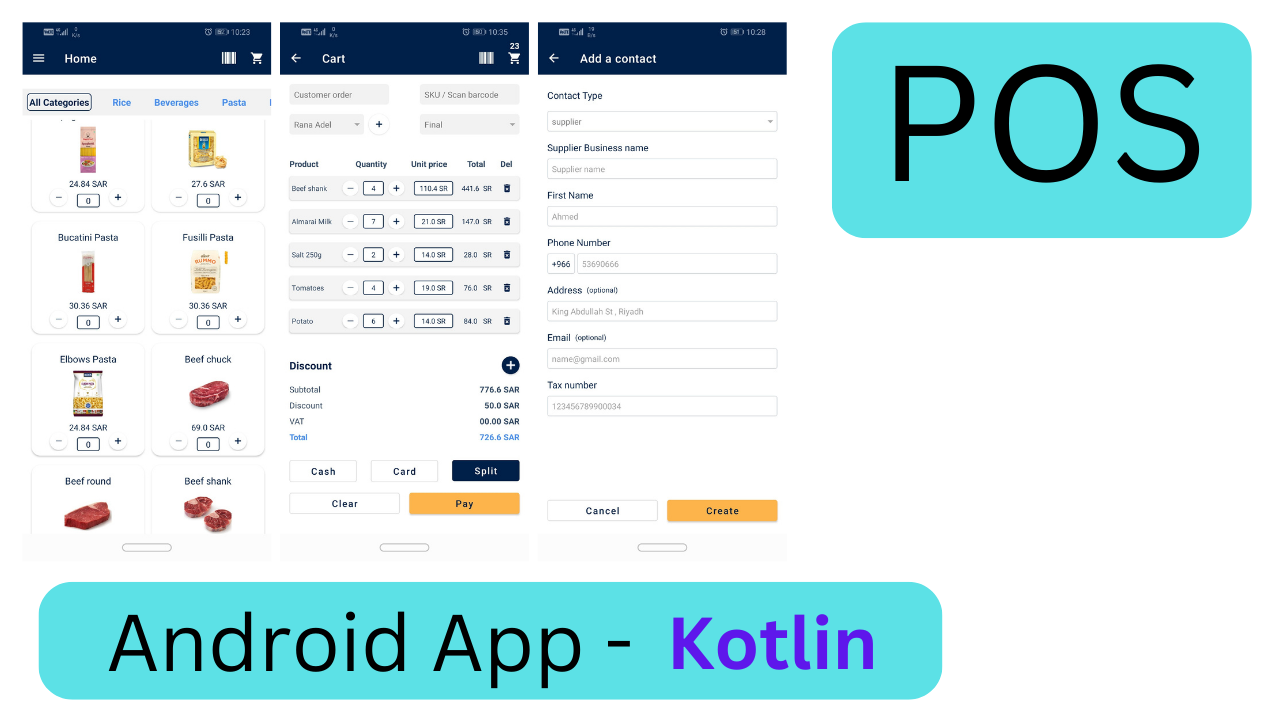 10:23
Home
All Categories Rice Beverages Pasta
24.84 SAR 27.6 SAR
− 0 + − 0 +
Bucatini Pasta Fusilli Pasta
30.36 SAR 30.36 SAR
− 0 + − 0 +
Elbows Pasta Beef chuck
24.84 SAR 69.0 SAR
− 0 + − 0 +
Beef round Beef shank
0 K/s 10:35
Cart 23
Customer order SKU / Scan barcode
Rana Adel + Final
Product Quantity Unit price Total Del
Beef shank − 4 + 110.4 SR 441.6 SR
Almarai Milk − 7 + 21.0 SR 147.0 SR
Salt 250g − 2 + 14.0 SR 28.0 SR
Tomatoes − 4 + 19.0 SR 76.0 SR
Potato − 6 + 14.0 SR 84.0 SR
Discount +
Subtotal 776.6 SAR
Discount 50.0 SAR
VAT 00.00 SAR
Total 726.6 SAR
Cash Card Split
Clear Pay
10:28
Add a contact
Contact Type
supplier
Supplier Business name
Supplier name
First Name
Ahmed
Phone Number
+966 53690666
Address (optional)
King Abdullah St , Riyadh
Email (optional)
name@gmail.com
Tax number
123456789900034
Cancel Create
POS
Android App - Kotlin